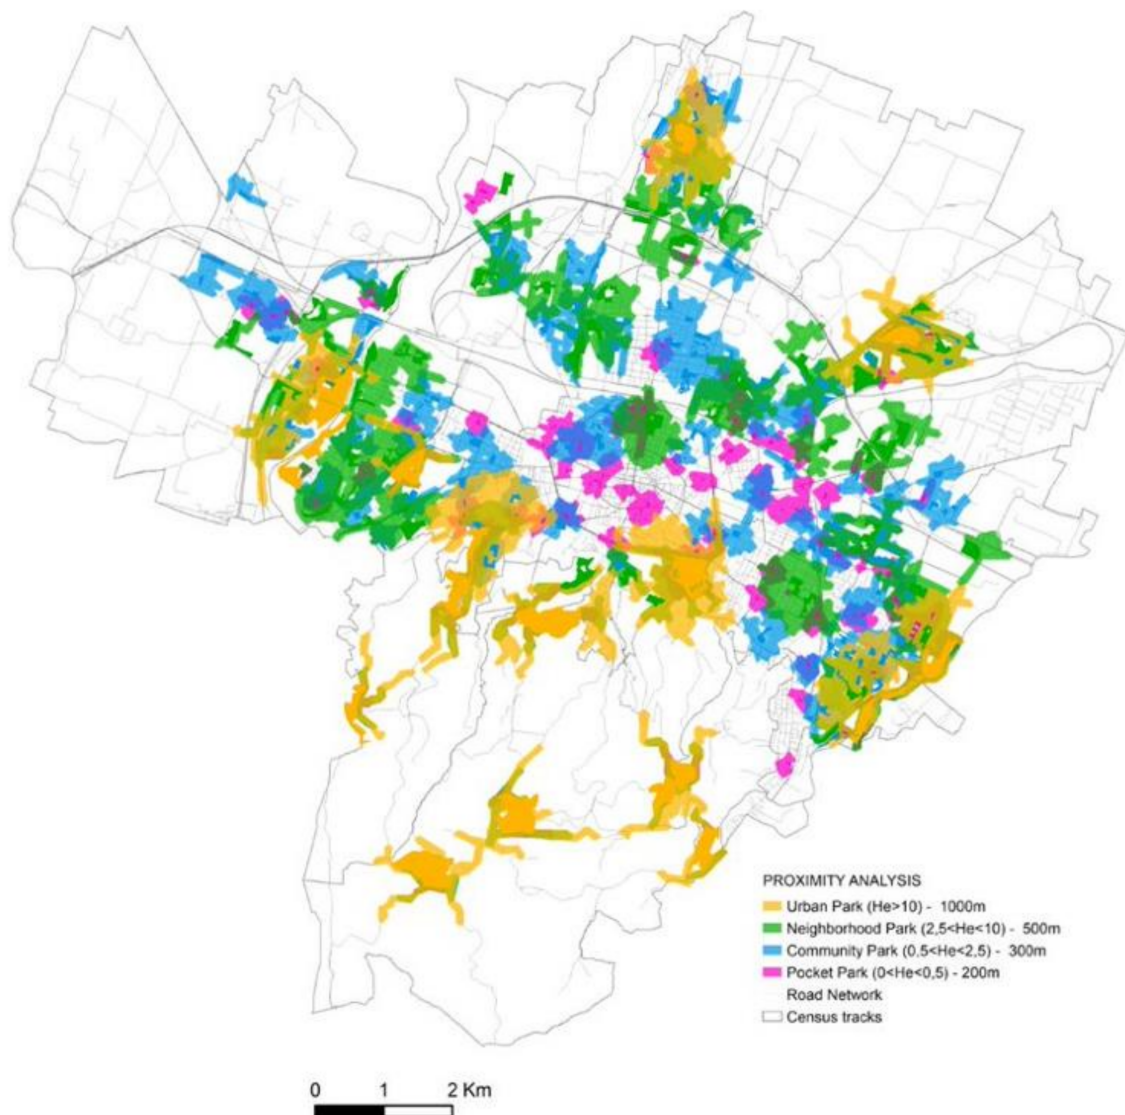 PROXIMITY ANALYSIS
Urban Park (He>10) - 1000m
Neighborhood Park (2,5<He<10) - 500m
Community Park (0,5<He<2,5) - 300m
Pocket Park (0<He<0,5) - 200m
Road Network
Census tracks
0 1 2 Km